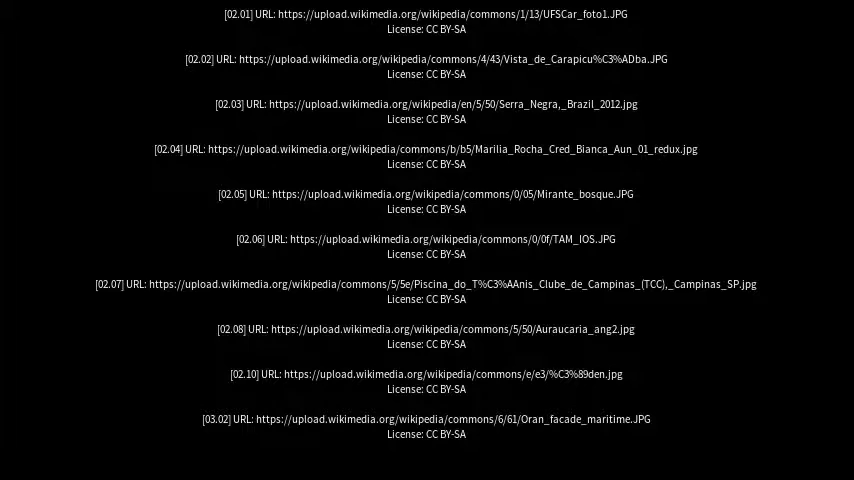 [02.01] URL: https://upload.wikimedia.org/wikipedia/commons/1/13/UFSCar_foto1.JPG
License: CC BY-SA
[02.02] URL: https://upload.wikimedia.org/wikipedia/commons/4/43/Vista_de_Carapicu%C3%ADba.JPG
License: CC BY-SA
[02.03] URL: https://upload.wikimedia.org/wikipedia/en/5/50/Serra_Negra,_Brazil_2012.jpg
License: CC BY-SA
[02.04] URL: https://upload.wikimedia.org/wikipedia/commons/b/b5/Marilia_Rocha_Cred_Bianca_Aun_01_redux.jpg
License: CC BY-SA
[02.05] URL: https://upload.wikimedia.org/wikipedia/commons/0/05/Mirante_bosque.JPG
License: CC BY-SA
[02.06] URL: https://upload.wikimedia.org/wikipedia/commons/0/0f/TAM_IOS.JPG
License: CC BY-SA
[02.07] URL: https://upload.wikimedia.org/wikipedia/commons/5/5e/Piscina_do_T%C3%AAnis_Clube_de_Campinas_(TCC),_Campinas_SP.jpg
License: CC BY-SA
[02.08] URL: https://upload.wikimedia.org/wikipedia/commons/5/50/Auraucaria_ang2.jpg
License: CC BY-SA
[02.10] URL: https://upload.wikimedia.org/wikipedia/commons/e/e3/%C3%89den.jpg
License: CC BY-SA
[03.02] URL: https://upload.wikimedia.org/wikipedia/commons/6/61/Oran_facade_maritime.JPG
License: CC BY-SA